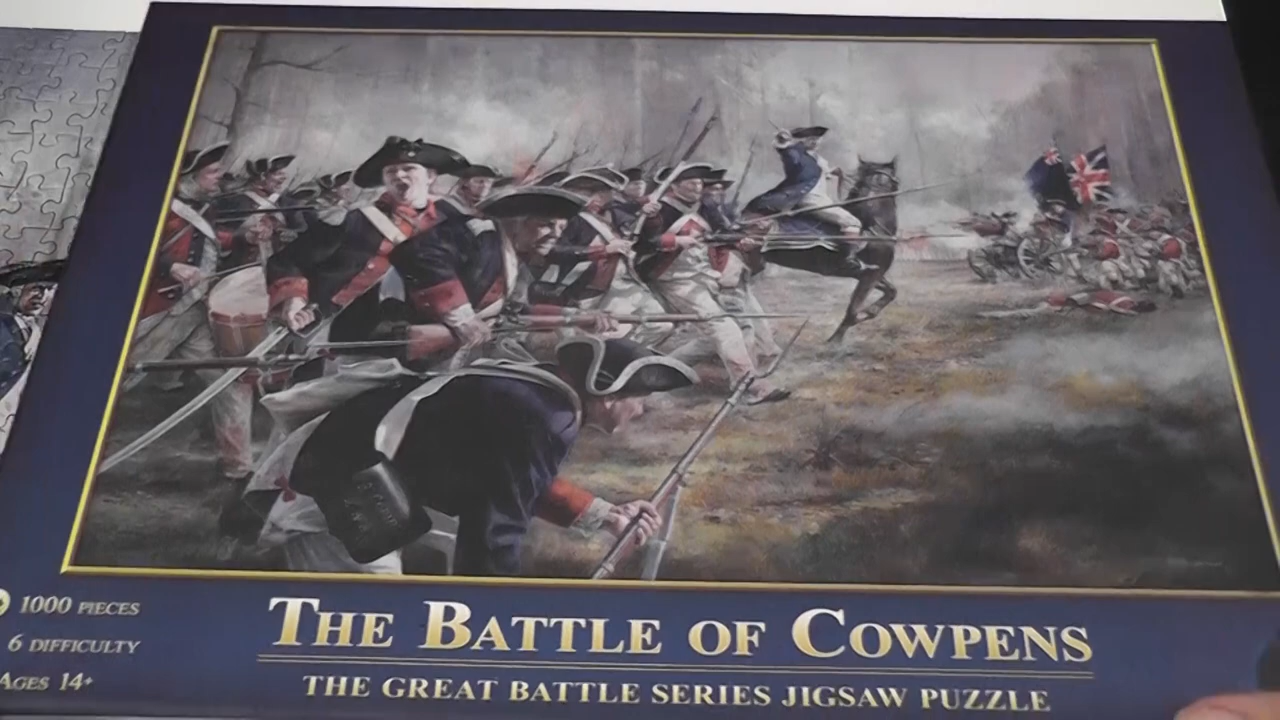 1000 PIECES
6 DIFFICULTY
AGES 14+
THE BATTLE OF COWPENS
THE GREAT BATTLE SERIES JIGSAW PUZZLE